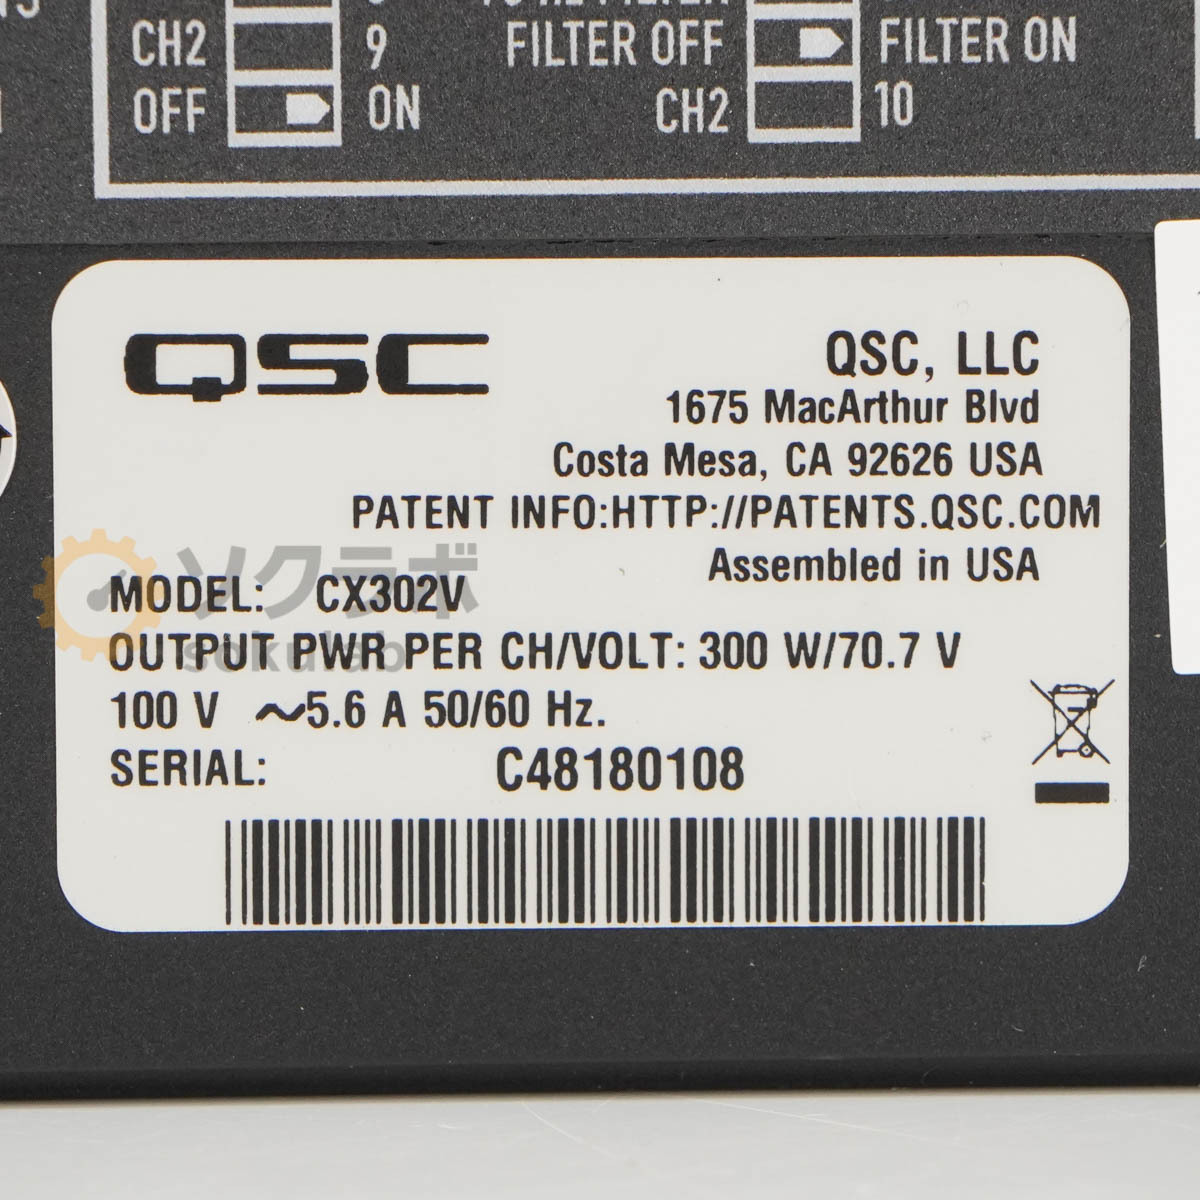 CH2 9 FILTER OFF FILTER ON
OFF ON CH2 10
QSC
QSC, LLC
1675 MacArthur Blvd
Costa Mesa, CA 92626 USA
PATENT INFO:HTTP://PATENTS.QSC.COM
Assembled in USA
ソクラボ
sokulab
MODEL: CX302V
OUTPUT PWR PER CH/VOLT: 300 W/70.7 V
100 V ~5.6 A 50/60 Hz.
SERIAL: C48180108